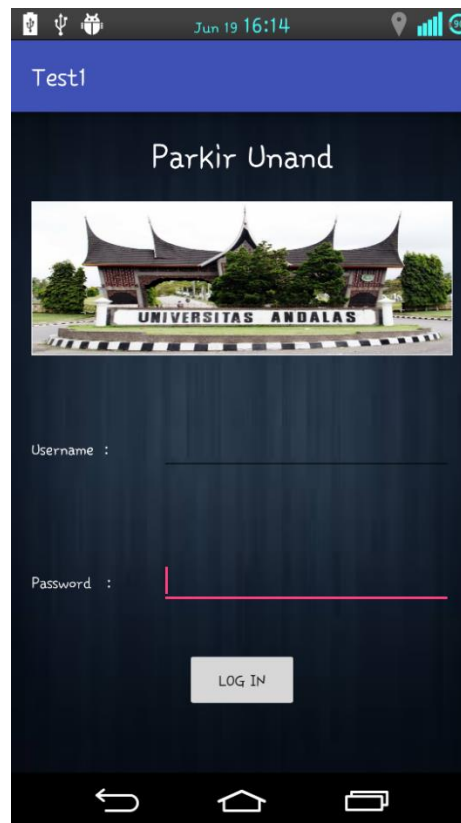 Jun 19 16:14
Test1
Parkir Unand
UNIVERSITAS ANDALAS
Username :
Password :
LOG IN